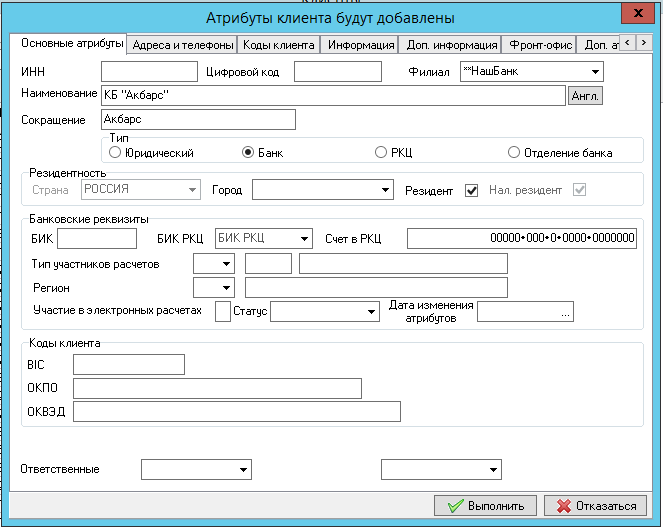 Атрибуты клиента будут добавлены
x
Основные атрибуты Адреса и телефоны Коды клиента Информация Доп. информация Фронт-офис Доп. ат
ИНН Цифровой код Филиал **НашБанк
Наименование КБ "Акбарс" Англ.
Сокращение Акбарс
Тип
Юридический Банк РКЦ Отделение банка
Резидентность
Страна РОССИЯ Город Резидент Нал. резидент
Банковские реквизиты
БИК БИК РКЦ БИК РКЦ Счет в РКЦ 00000+000+0+0000+0000000
Тип участников расчетов
Регион
Участие в электронных расчетах Статус Дата изменения атрибутов ...
Коды клиента
BIC
ОКПО
ОКВЭД
Ответственные
Выполнить Отказаться